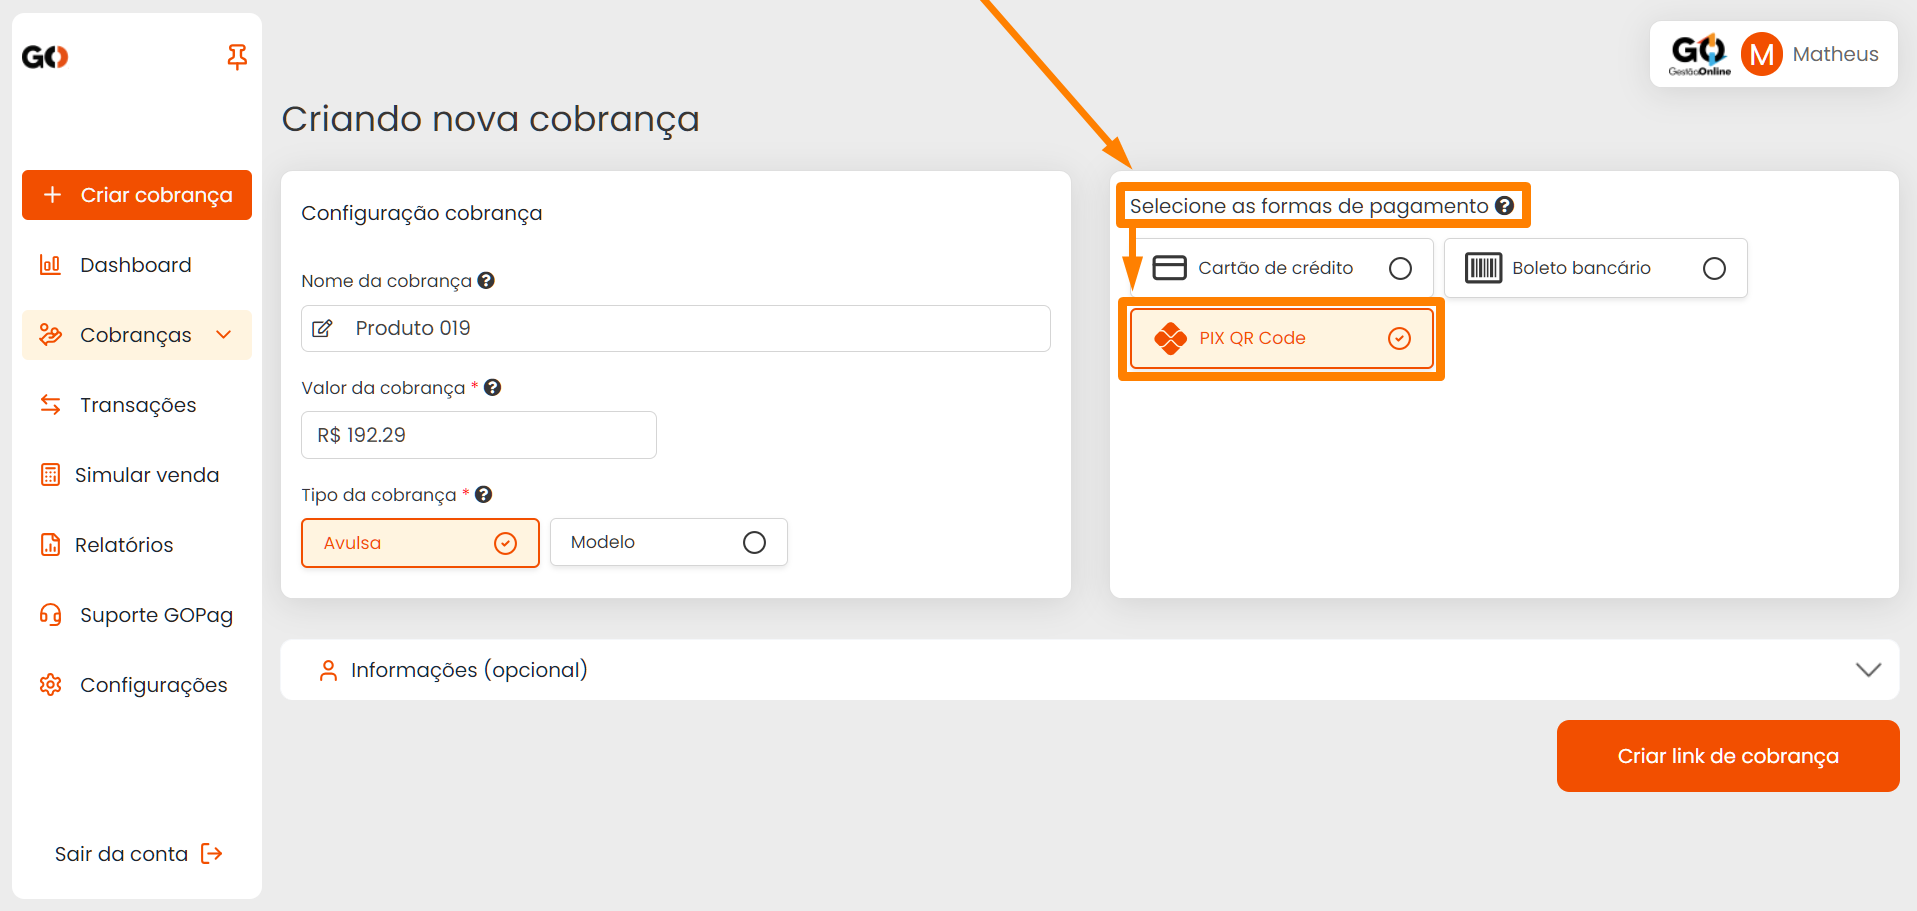 GO
GO
GestãoOnline
M
Matheus
Criar cobrança
Dashboard
Cobranças
Transações
Simular venda
Relatórios
Suporte GOPag
Configurações
Sair da conta
Criando nova cobrança
Configuração cobrança
Nome da cobrança ?
Produto 019
Valor da cobrança * ?
R$ 192.29
Tipo da cobrança * ?
Avulsa
Modelo
Selecione as formas de pagamento ?
Cartão de crédito
Boleto bancário
PIX QR Code
Informações (opcional)
Criar link de cobrança